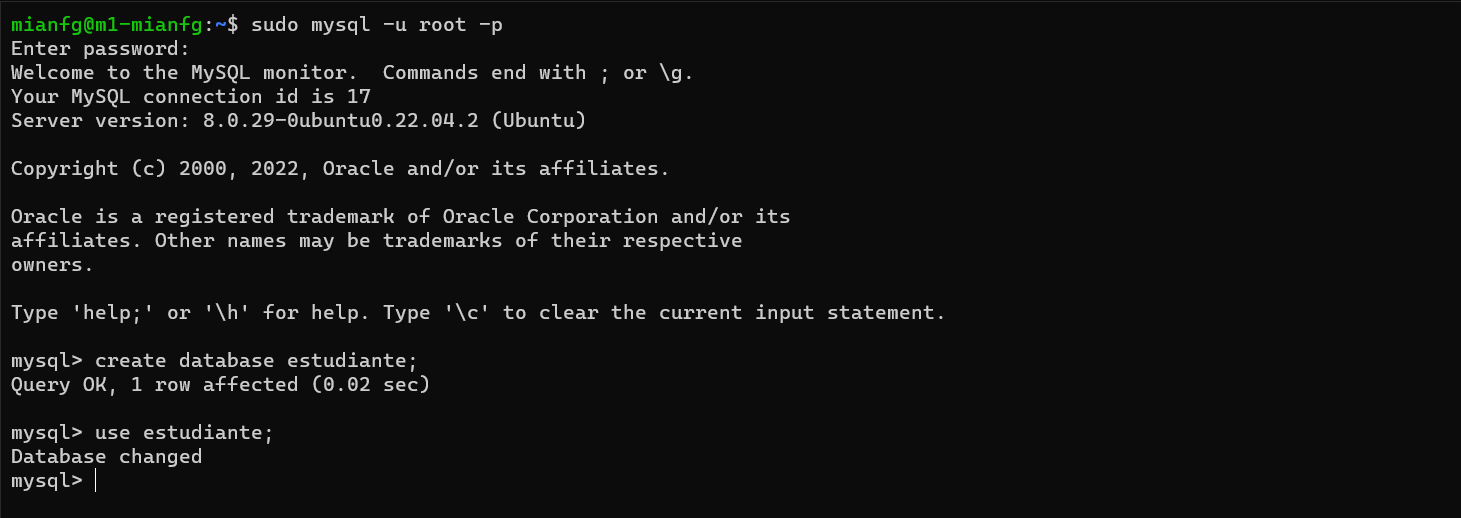 mianfg@m1-mianfg:~$ sudo mysql -u root -p
Enter password:
Welcome to the MySQL monitor.  Commands end with ; or \g.
Your MySQL connection id is 17
Server version: 8.0.29-0ubuntu0.22.04.2 (Ubuntu)
Copyright (c) 2000, 2022, Oracle and/or its affiliates.
Oracle is a registered trademark of Oracle Corporation and/or its
affiliates. Other names may be trademarks of their respective
owners.
Type 'help;' or '\h' for help. Type '\c' to clear the current input statement.
mysql> create database estudiante;
Query OK, 1 row affected (0.02 sec)
mysql> use estudiante;
Database changed
mysql>